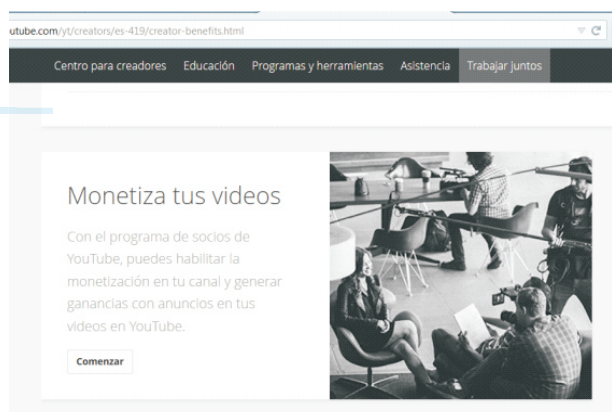 utube.com/yt/creators/es-419/creator-benefits.html
Centro para creadores Educación Programas y herramientas Asistencia Trabajar juntos
Monetiza tus videos
Con el programa de socios de
YouTube, puedes habilitar la
monetización en tu canal y generar
ganancias con anuncios en tus
videos en YouTube.
Comenzar